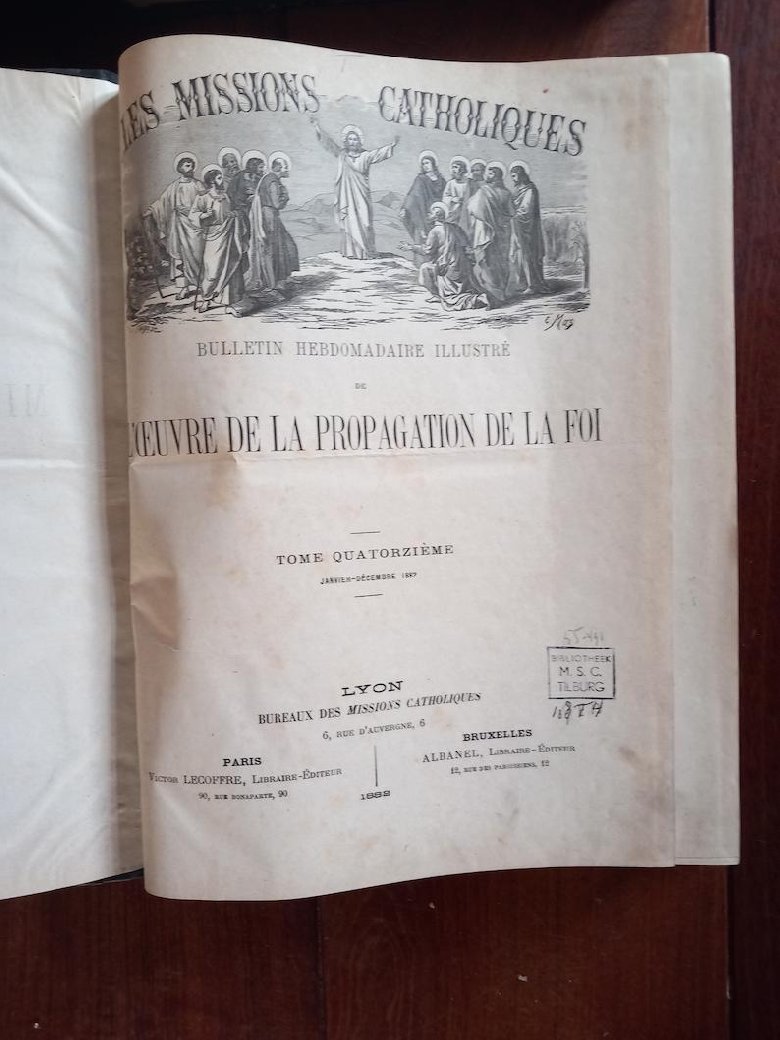 LES MISSIONS CATHOLIQUES
BULLETIN HEBDOMADAIRE ILLUSTRÉ
DE
L'ŒUVRE DE LA PROPAGATION DE LA FOI
TOME QUATORZIÈME
JANVIER-DÉCEMBRE 1882
LYON
BUREAUX DES MISSIONS CATHOLIQUES
6, RUE D'AUVERGNE, 6
PARIS
VICTOR LECOFFRE, LIBRAIRE-ÉDITEUR
90, RUE BONAPARTE, 90
BRUXELLES
ALBANEL, LIBRAIRE-ÉDITEUR
12, RUE DES PAROISSIENS, 12
1882
BIBLIOTHEEK
M. S. C.
TILBURG